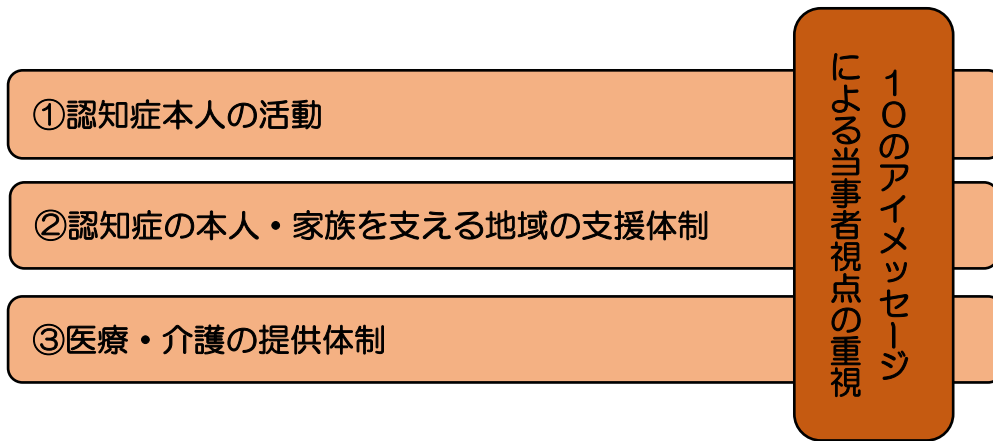 ①認知症本人の活動
②認知症の本人・家族を支える地域の支援体制
③医療・介護の提供体制
10のアイメッセージ
による当事者視点の重視